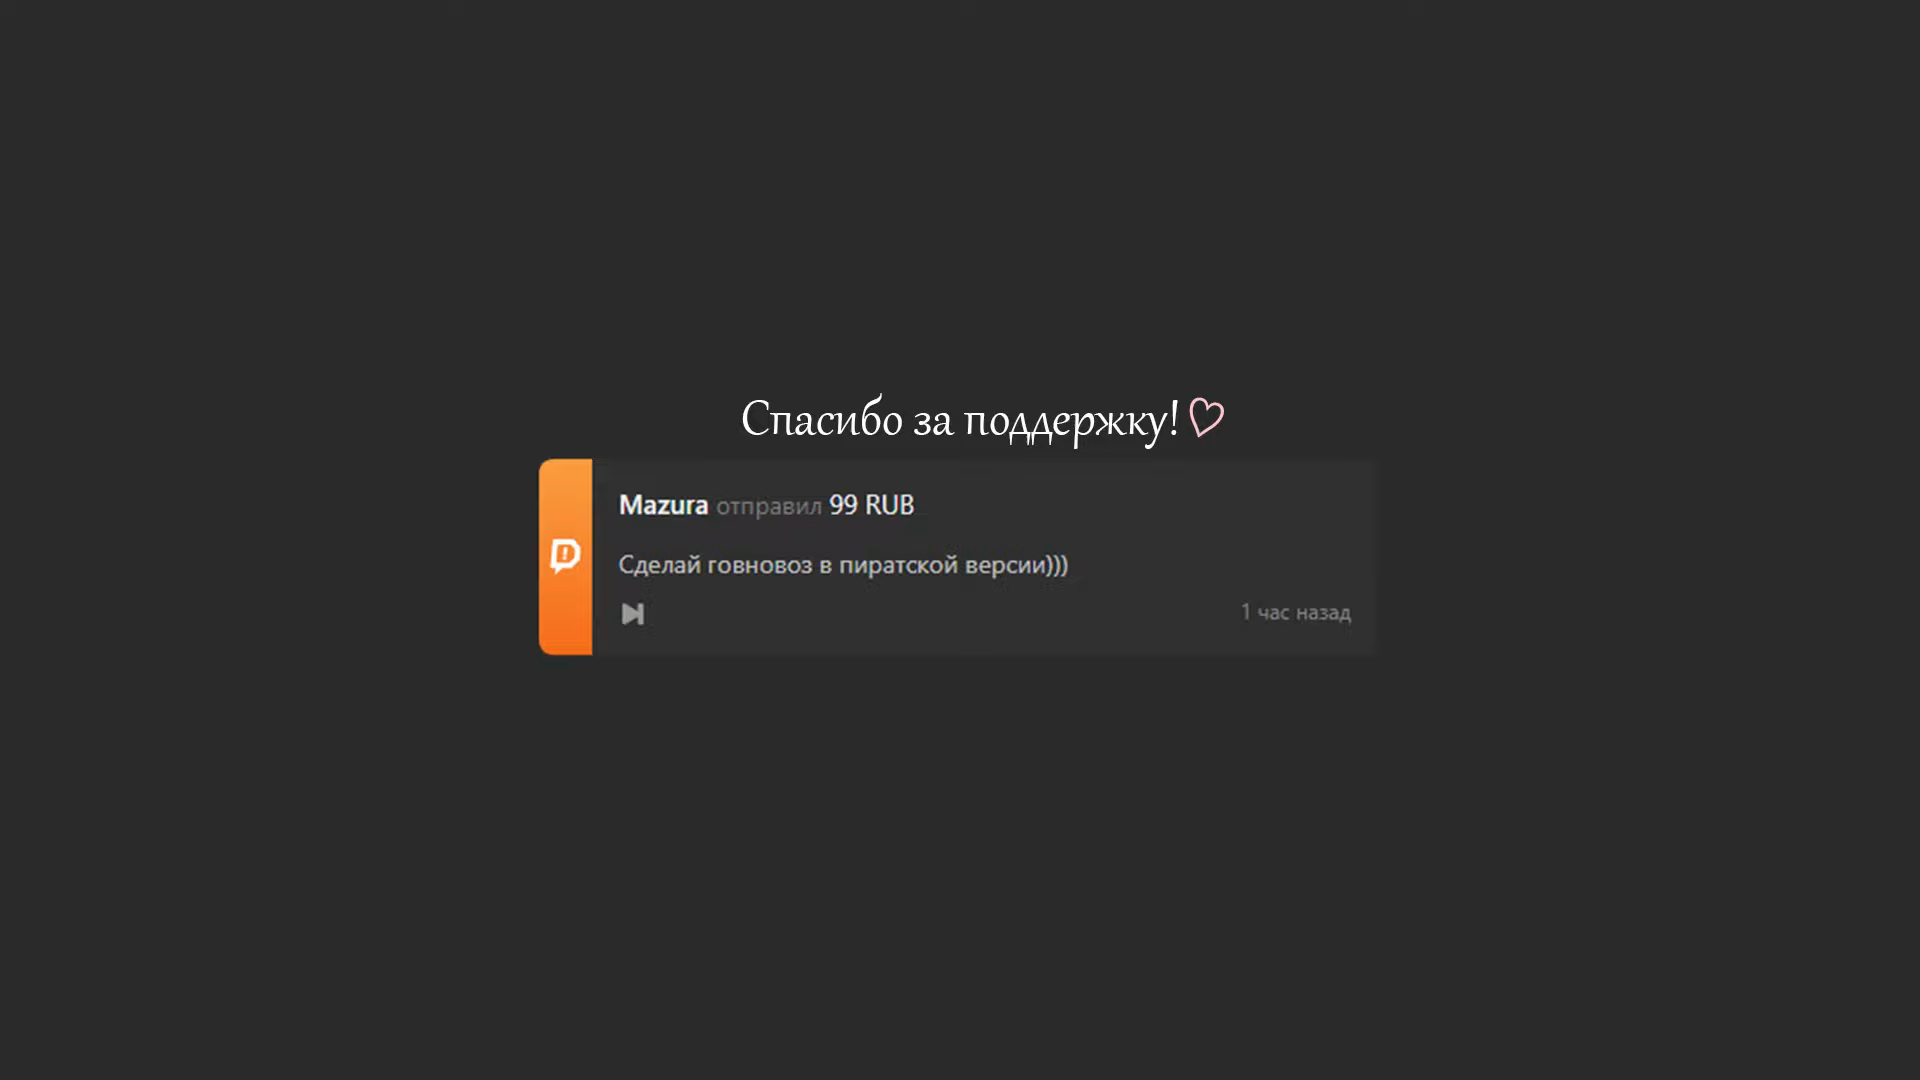 Спасибо за поддержку!♡
Mazura отправил 99 RUB
Сделай говновоз в пиратской версии)))
1 час назад